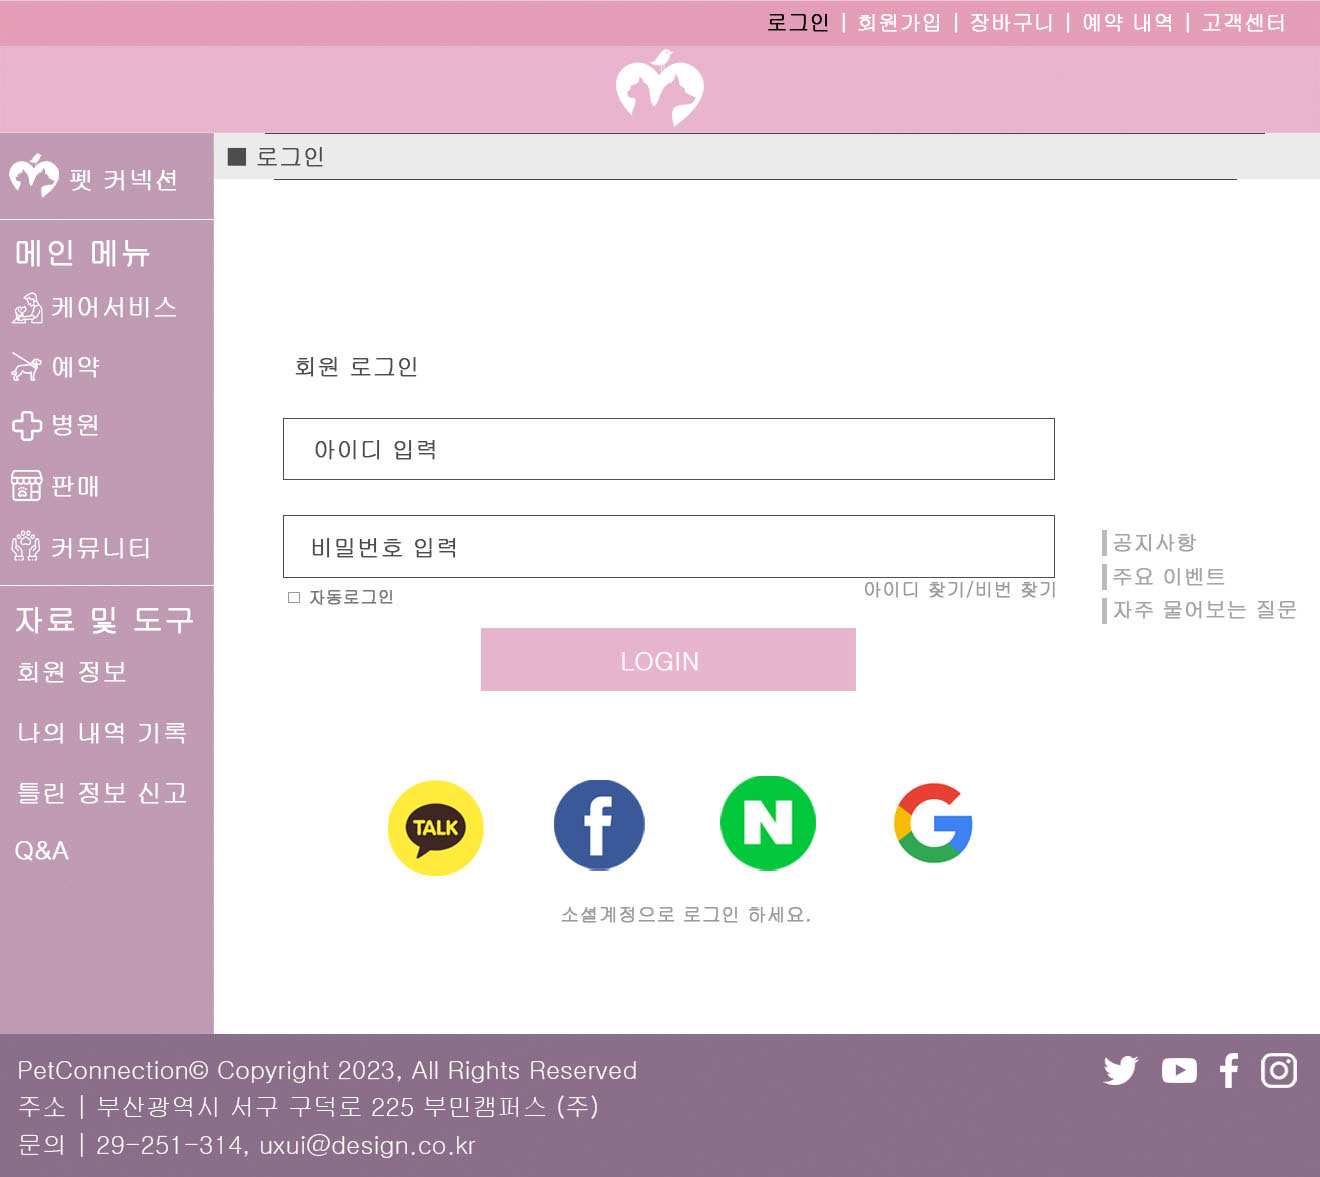 로그인 | 회원가입 | 장바구니 | 예약 내역 | 고객센터
펫 커넥션
■ 로그인
메인 메뉴
케어서비스
예약
병원
판매
커뮤니티
자료 및 도구
회원 정보
나의 내역 기록
틀린 정보 신고
Q&A
회원 로그인
아이디 입력
비밀번호 입력
□ 자동로그인
아이디 찾기/비번 찾기
LOGIN
공지사항
주요 이벤트
자주 물어보는 질문
TALK
f
N
G
소셜계정으로 로그인 하세요.
PetConnection© Copyright 2023, All Rights Reserved
주소 | 부산광역시 서구 구덕로 225 부민캠퍼스 (주)
문의 | 29-251-314, uxui@design.co.kr